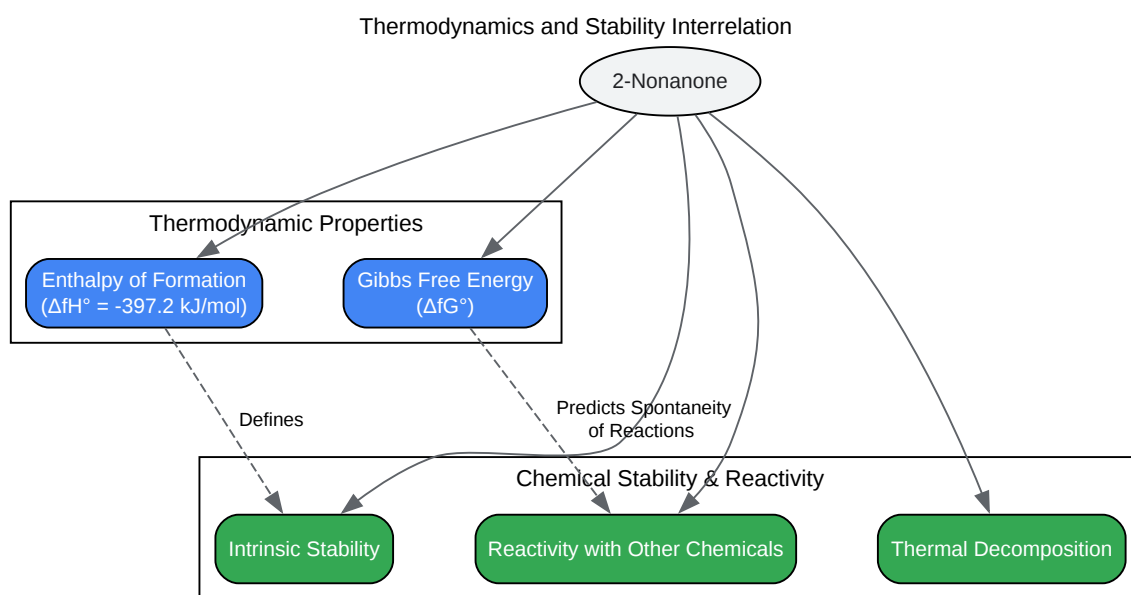 Thermodynamics and Stability Interrelation
2-Nonanone
Thermodynamic Properties
Enthalpy of Formation
(ΔfH° = -397.2 kJ/mol)
Gibbs Free Energy
(ΔfG°)
Defines
Predicts Spontaneity
of Reactions
Chemical Stability & Reactivity
Intrinsic Stability
Reactivity with Other Chemicals
Thermal Decomposition